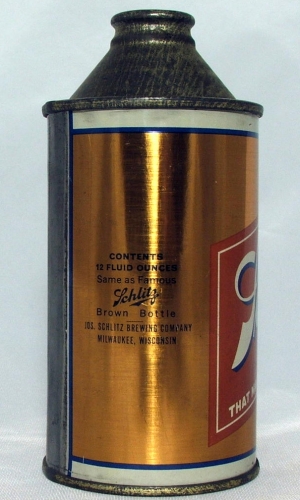 CONTENTS
12 FLUID OUNCES
Same as Famous
Schlitz
Brown Bottle
JOS. SCHLITZ BREWING COMPANY
MILWAUKEE, WISCONSIN
THAT